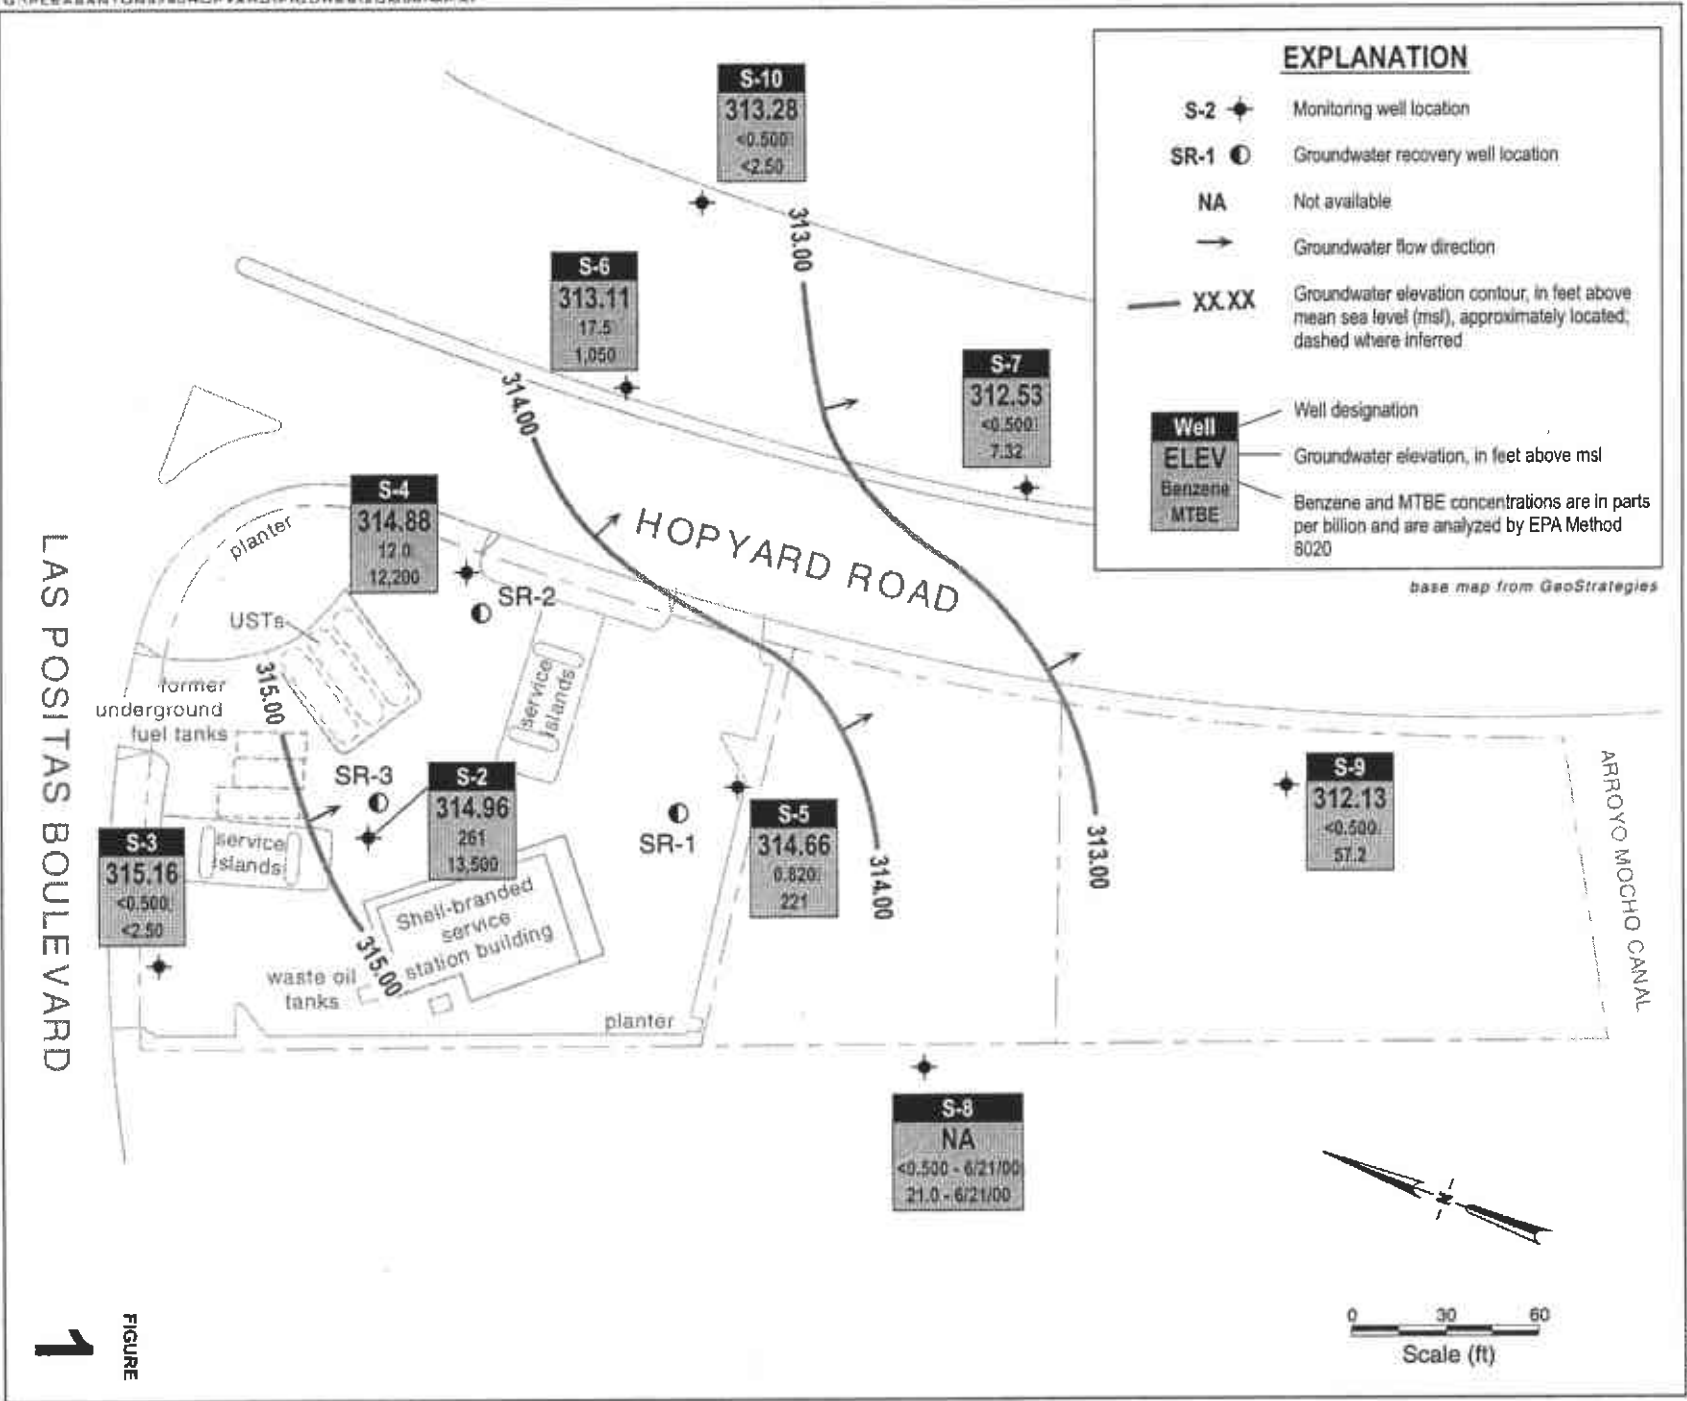 EXPLANATION
S-2 Monitoring well location
SR-1 Groundwater recovery well location
NA Not available
Groundwater flow direction
XX.XX Groundwater elevation contour, in feet above
mean sea level (msl), approximately located;
dashed where inferred
Well
ELEV
Benzene
MTBE
Well designation
Groundwater elevation, in feet above msl
Benzene and MTBE concentrations are in parts
per billion and are analyzed by EPA Method
8020
base map from GeoStrategies
S-10
313.28
<0.500
<2.50
313.00
S-6
313.11
17.5
1,050
314.00
S-7
312.53
<0.500
7.32
S-4
314.88
12.0
12,200
planter
HOPYARD ROAD
SR-2
USTs
315.00
former
underground
fuel tanks
service
islands
LAS POSITAS BOULEVARD
SR-3
S-2
314.96
261
13,500
S-3
315.16
<0.500
<2.50
service
islands
SR-1
S-5
314.66
0.820
221
314.00
313.00
S-9
312.13
<0.500
57.2
ARROYO MOCHO CANAL
Shell-branded
service
station building
315.00
waste oil
tanks
planter
S-8
NA
<0.500 - 6/21/00
21.0 - 6/21/00
N
0 30 60
Scale (ft)
FIGURE
1